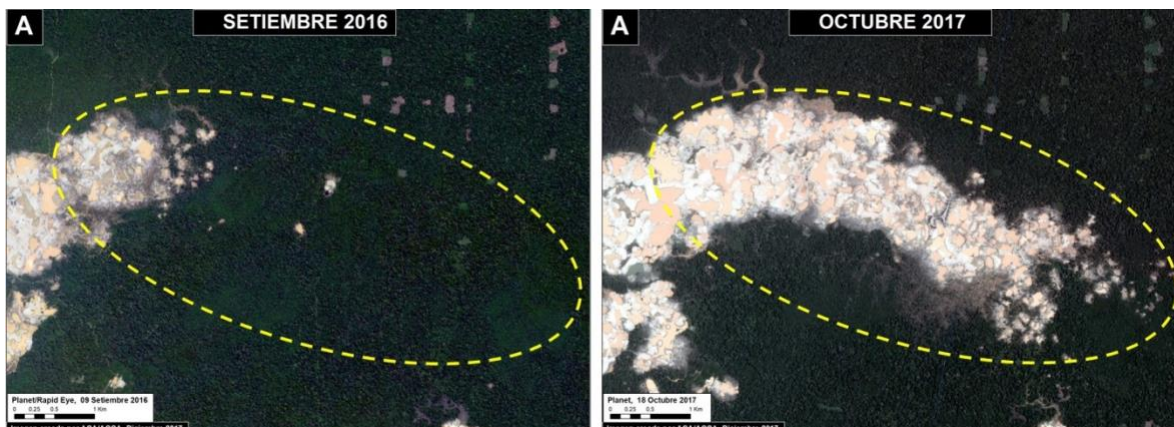 A
SETIEMBRE 2016
Planet/Rapid Eye, 09 Setiembre 2016
0 0.25 0.5 1 Km
A
OCTUBRE 2017
Planet, 18 Octubre 2017
0 0.25 0.5 1 Km